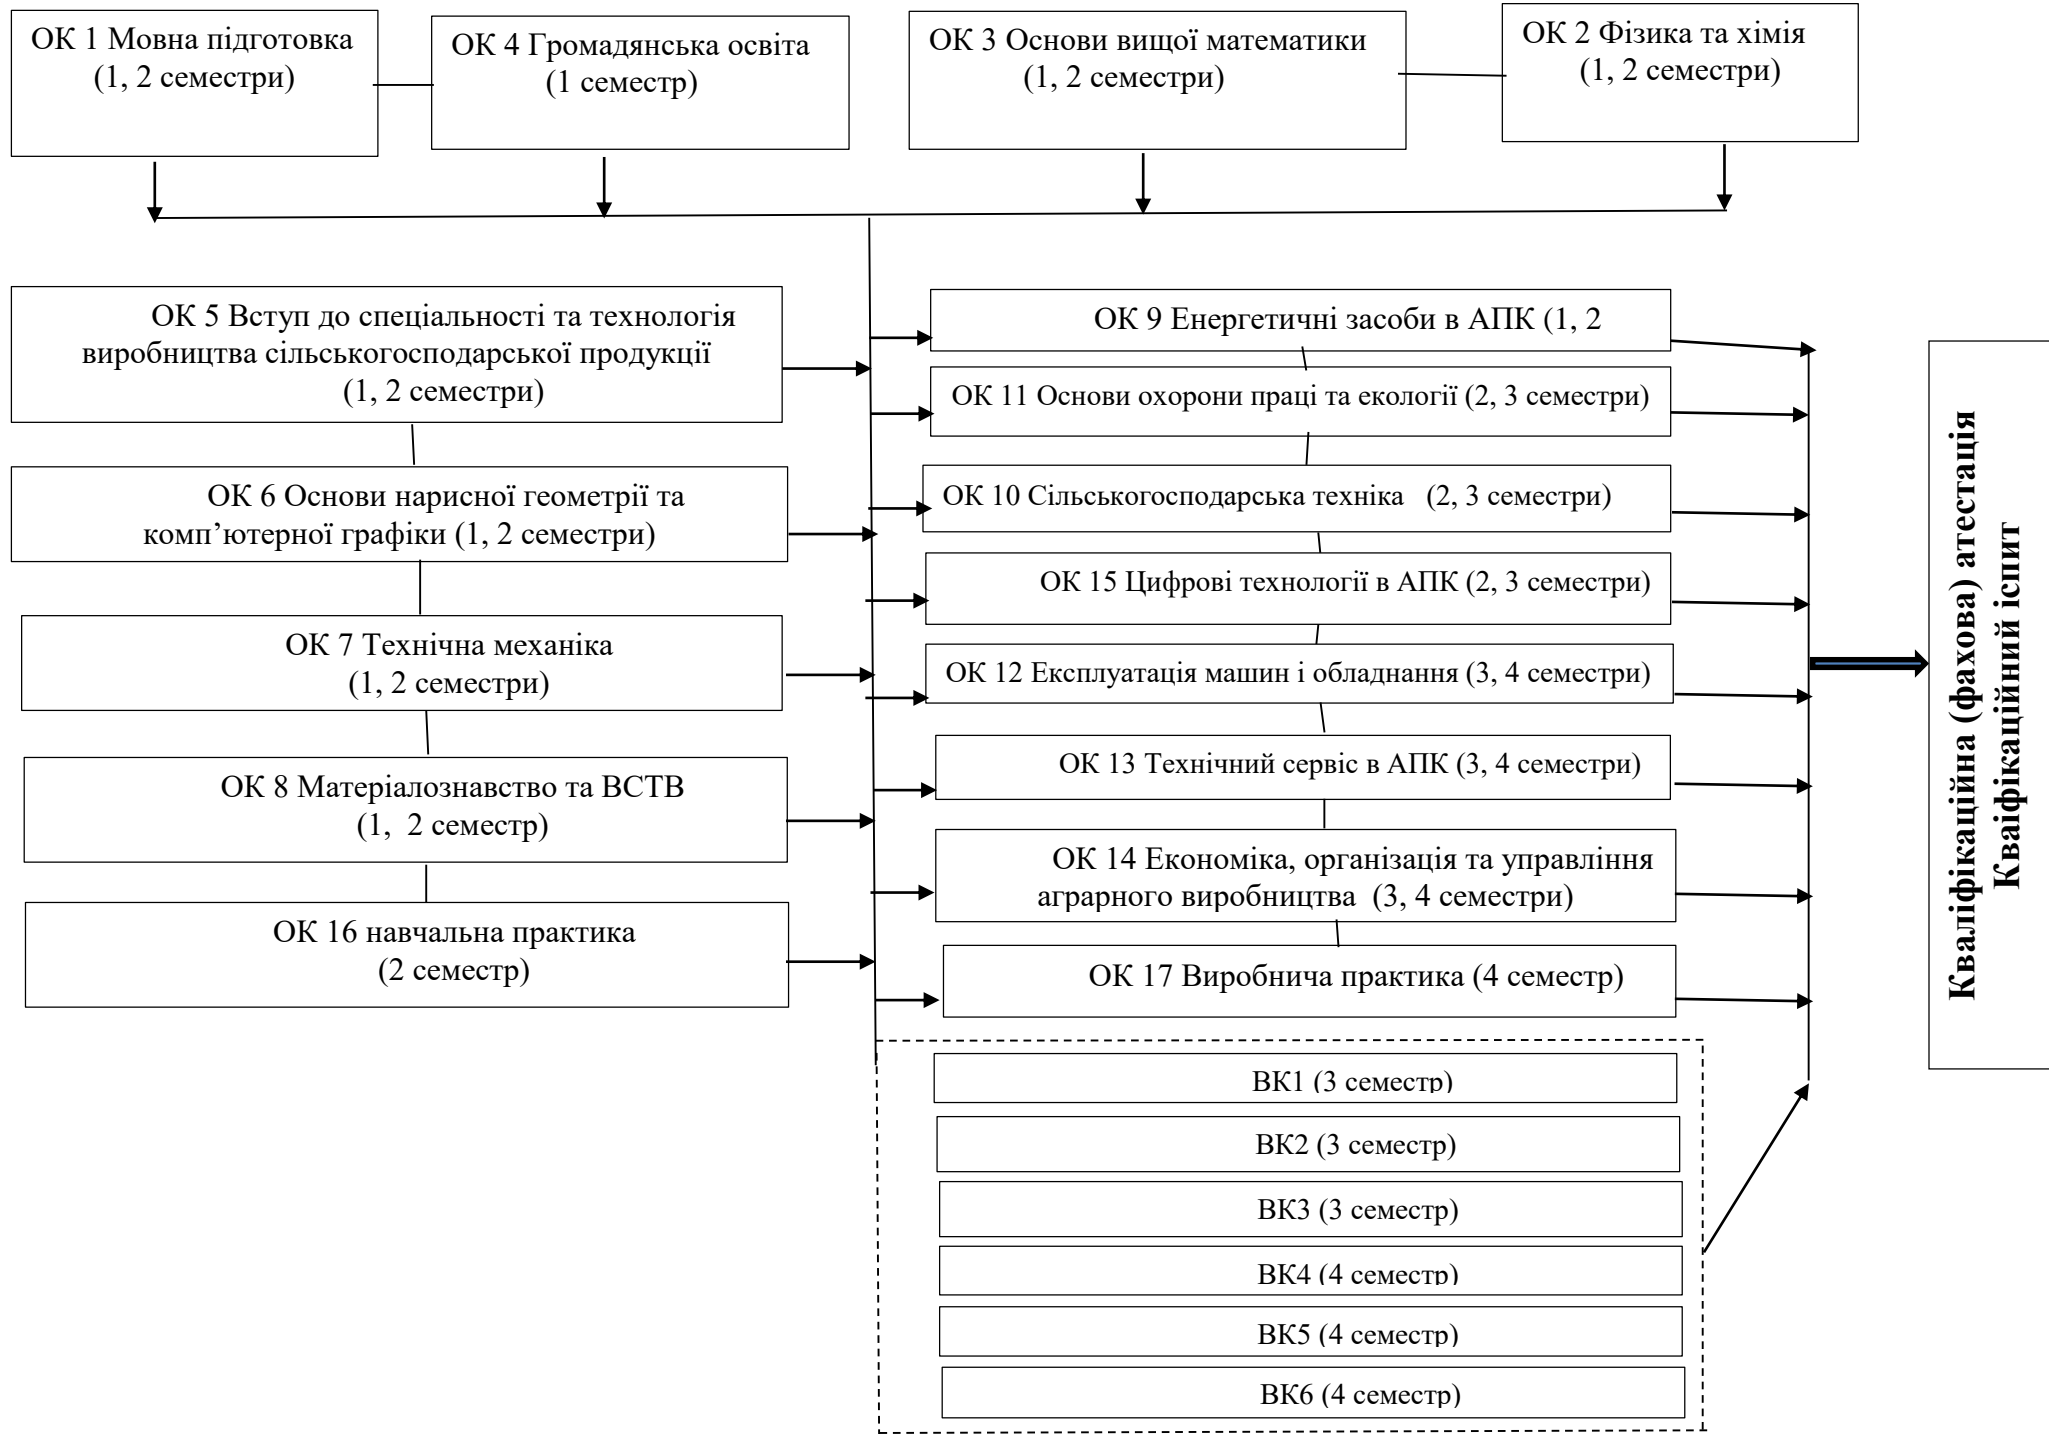 ОК 1 Мовна підготовка
(1, 2 семестри)
ОК 4 Громадянська освіта
(1 семестр)
ОК 3 Основи вищої математики
(1, 2 семестри)
ОК 2 Фізика та хімія
(1, 2 семестри)
ОК 5 Вступ до спеціальності та технологія
виробництва сільськогосподарської продукції
(1, 2 семестри)
ОК 6 Основи нарисної геометрії та
комп’ютерної графіки (1, 2 семестри)
ОК 7 Технічна механіка
(1, 2 семестри)
ОК 8 Матеріалознавство та ВСТВ
(1, 2 семестр)
ОК 16 навчальна практика
(2 семестр)
ОК 9 Енергетичні засоби в АПК (1, 2
ОК 11 Основи охорони праці та екології (2, 3 семестри)
ОК 10 Сільськогосподарська техніка (2, 3 семестри)
ОК 15 Цифрові технології в АПК (2, 3 семестри)
ОК 12 Експлуатація машин і обладнання (3, 4 семестри)
ОК 13 Технічний сервіс в АПК (3, 4 семестри)
ОК 14 Економіка, організація та управління
аграрного виробництва (3, 4 семестри)
ОК 17 Виробнича практика (4 семестр)
ВК1 (3 семестр)
ВК2 (3 семестр)
ВК3 (3 семестр)
ВК4 (4 семестр)
ВК5 (4 семестр)
ВК6 (4 семестр)
Кваліфікаційна (фахова) атестація
Кваіфікаційний іспит